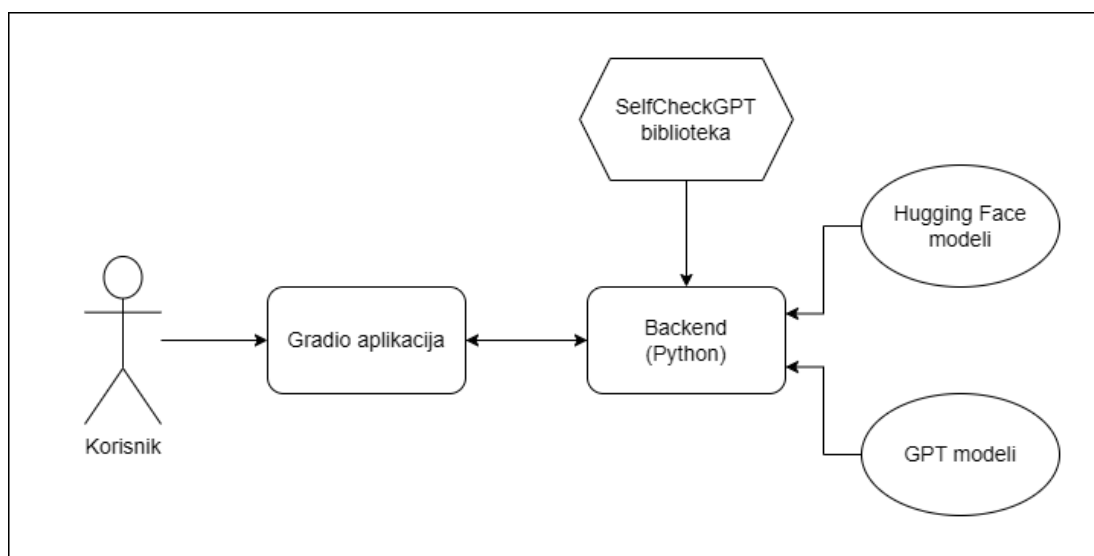 SelfCheckGPT
biblioteka
Hugging Face
modeli
Gradio aplikacija
Backend
(Python)
Korisnik
GPT modeli